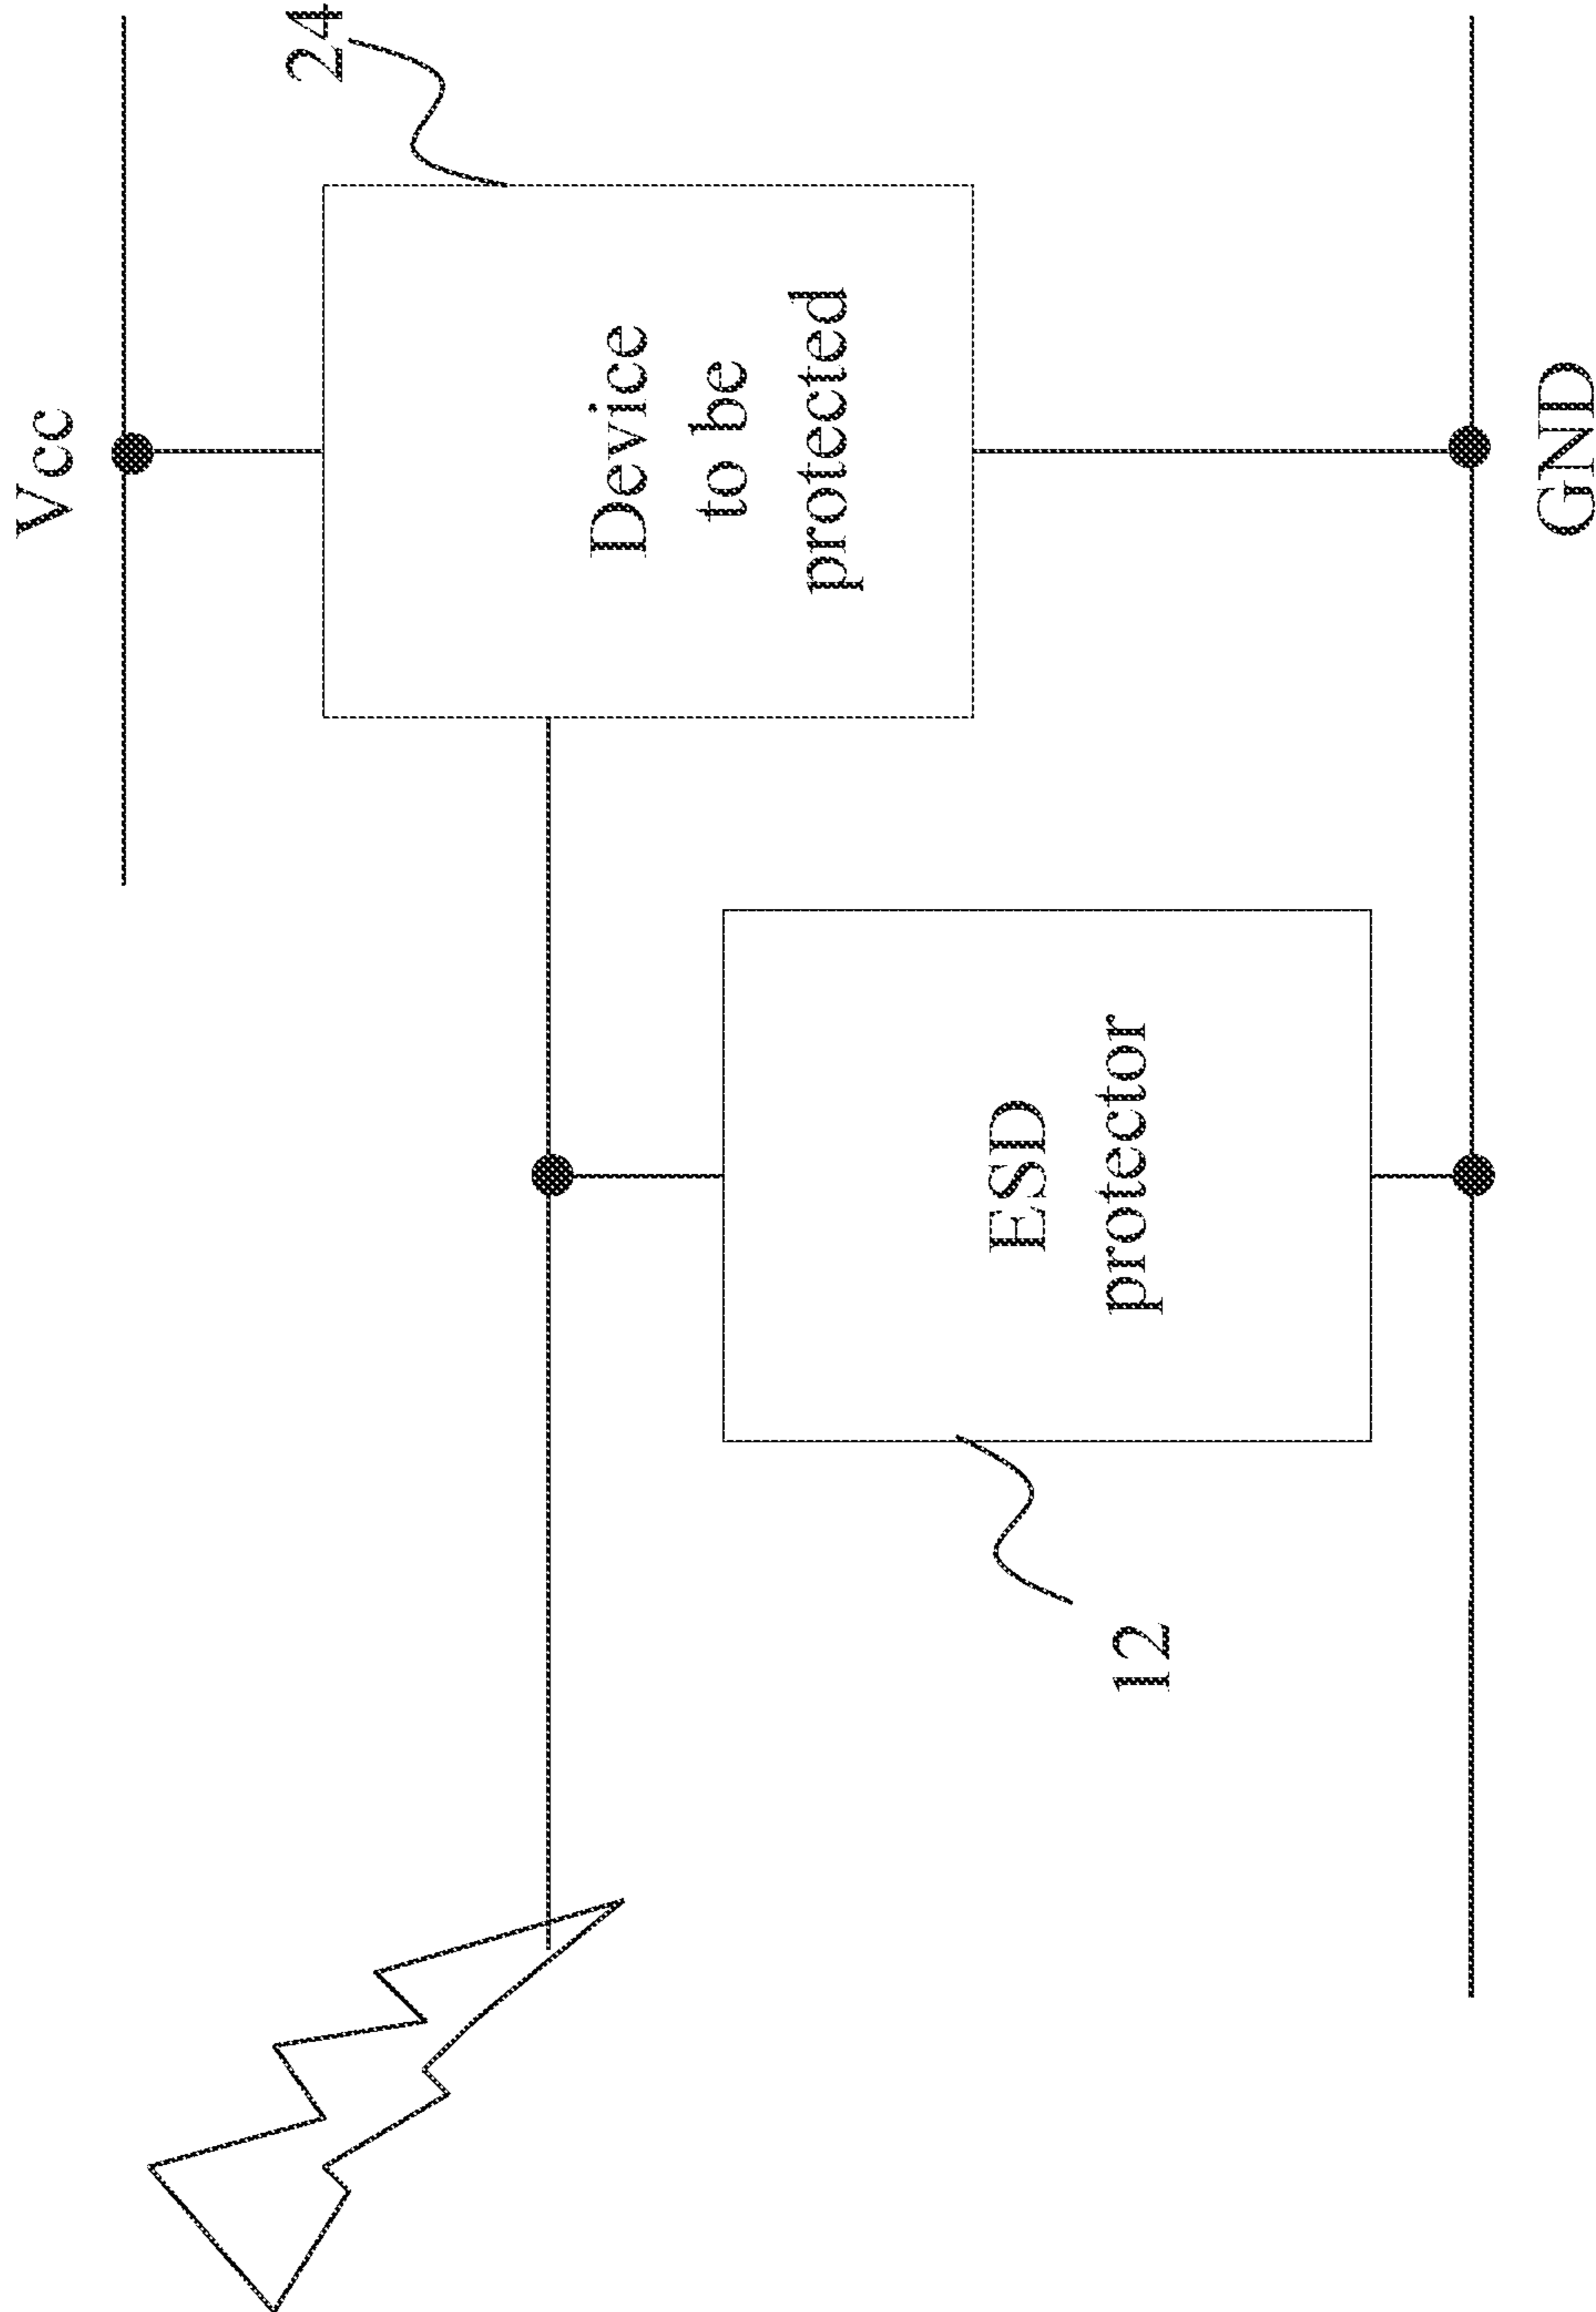 Vcc
24
Device
to be
protected
ESD
protector
12
GND